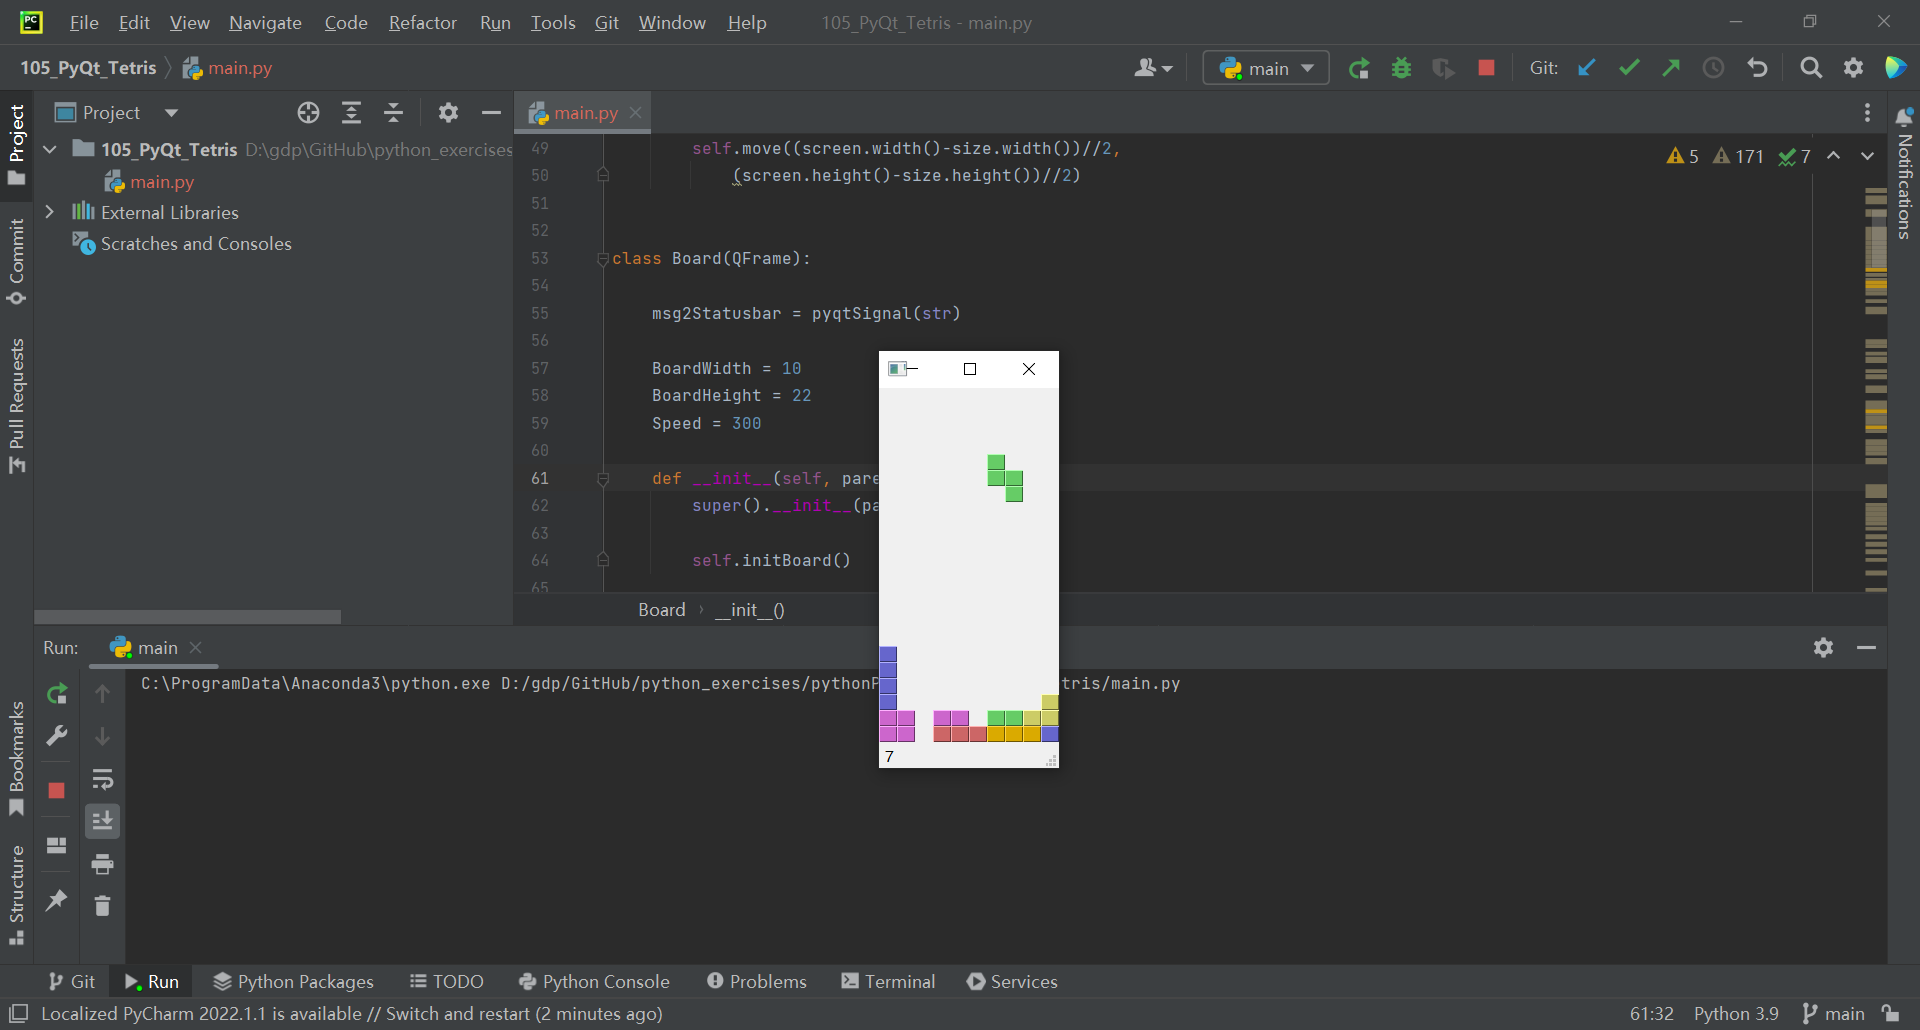 File Edit View Navigate Code Refactor Run Tools Git Window Help 105_PyQt_Tetris - main.py
105_PyQt_Tetris main.py main Git:
Project
main.py
105_PyQt_Tetris D:\gdp\GitHub\python_exercises
main.py
External Libraries
Scratches and Consoles
Project
Commit
Pull Requests
Bookmarks
Structure
Notifications
5 171 7
49 self.move((screen.width()-size.width())//2,
50 (screen.height()-size.height())//2)
51
52
53 class Board(QFrame):
54
55 msg2Statusbar = pyqtSignal(str)
56
57 BoardWidth = 10
58 BoardHeight = 22
59 Speed = 300
60
61 def __init__(self, pare
62 super().__init__(pa
63
64 self.initBoard()
65
Board › __init__()
7
Run: main
C:\ProgramData\Anaconda3\python.exe D:/gdp/GitHub/python_exercises/pythonP tris/main.py
Git Run Python Packages TODO Python Console Problems Terminal Services
Localized PyCharm 2022.1.1 is available // Switch and restart (2 minutes ago) 61:32 Python 3.9 main